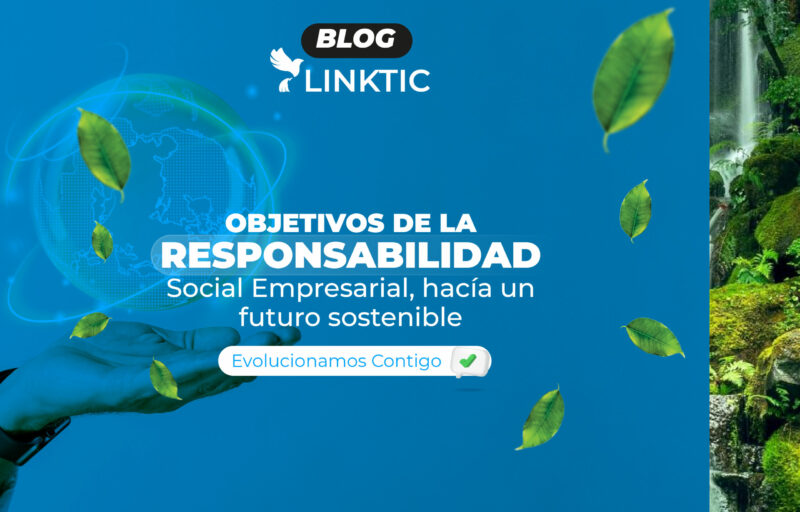 BLOG
LINKTIC
OBJETIVOS DE LA
RESPONSABILIDAD
Social Empresarial, hacía un
futuro sostenible
Evolucionamos Contigo